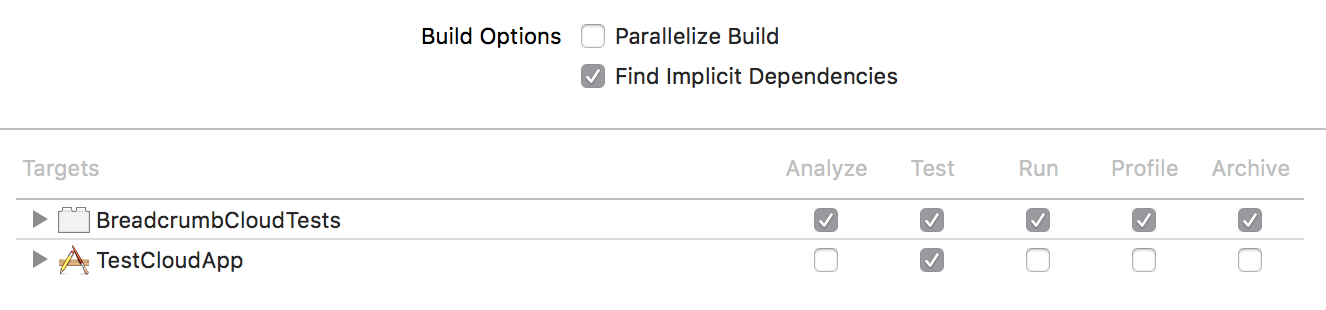 Build Options Parallelize Build
Find Implicit Dependencies
Targets Analyze Test Run Profile Archive
BreadcrumbCloudTests
TestCloudApp